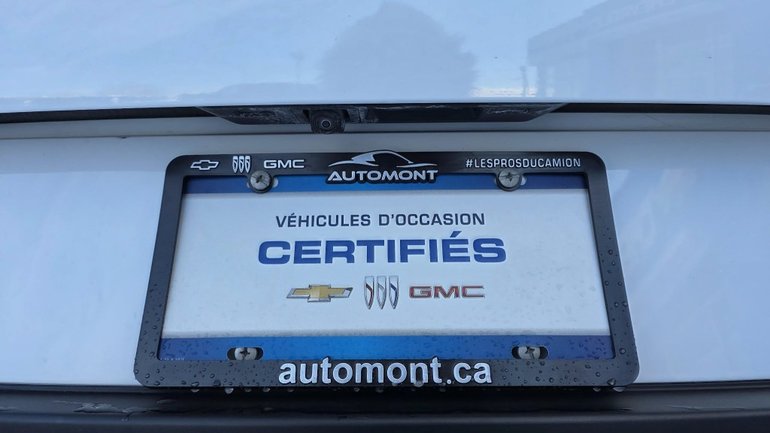 GMC AUTOMONT #LESPROSDUCAMION
VÉHICULES D'OCCASION
CERTIFIÉS
GMC
automont.ca